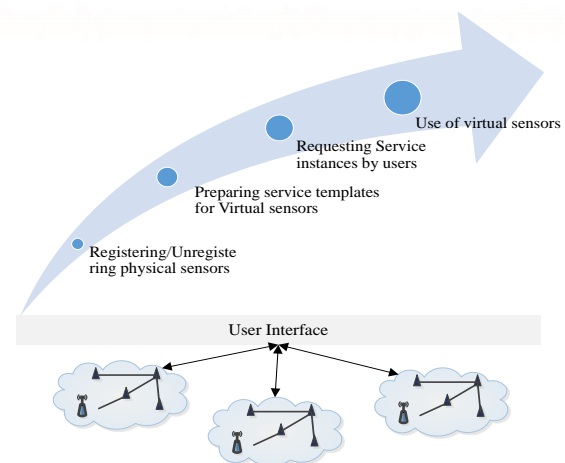 Use of virtual sensors
Requesting Service
instances by users
Preparing service templates
for Virtual sensors
Registering/Unregiste
ring physical sensors
User Interface